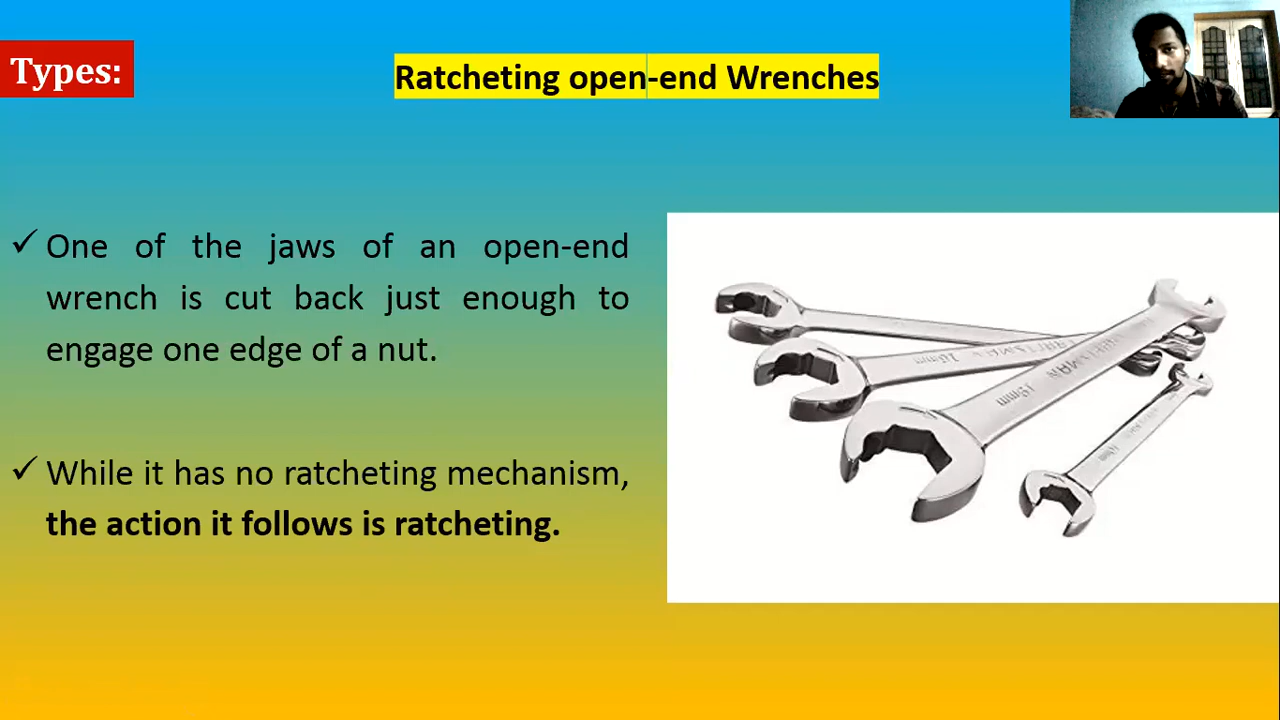 Types:
Ratcheting open-end Wrenches
✓ One of the jaws of an open-end
wrench is cut back just enough to
engage one edge of a nut.
✓ While it has no ratcheting mechanism,
the action it follows is ratcheting.